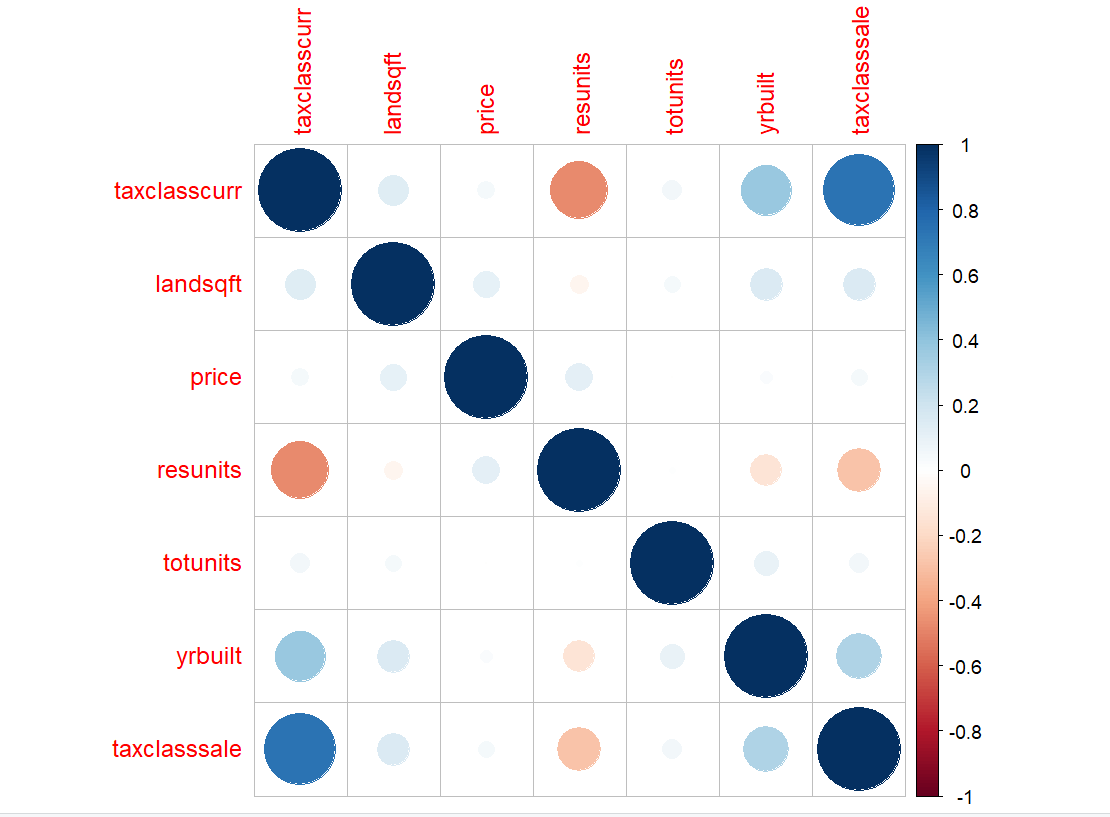 taxclasscurr
landsqft
price
resunits
totunits
yrbuilt
taxclasssale
taxclasscurr
landsqft
price
resunits
totunits
yrbuilt
taxclasssale
1
0.8
0.6
0.4
0.2
0
-0.2
-0.4
-0.6
-0.8
-1